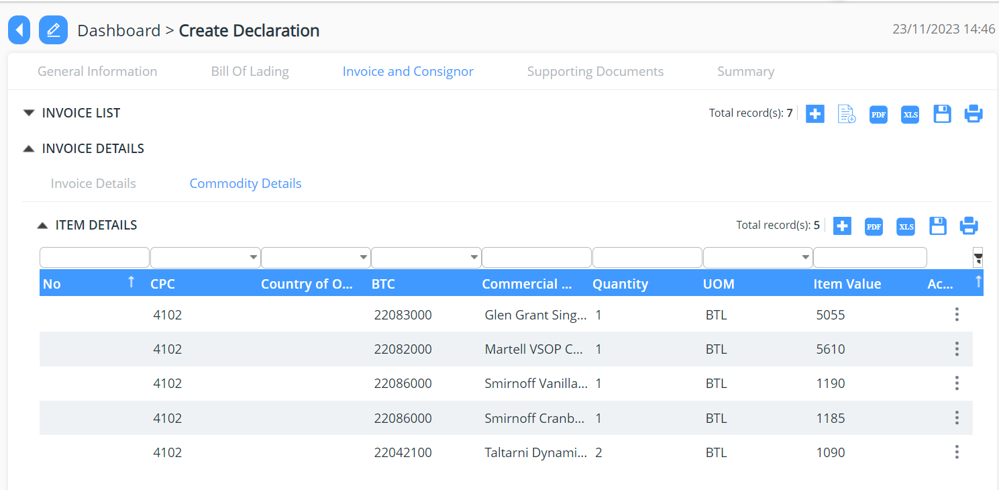 Dashboard > Create Declaration
23/11/2023 14:46
General Information Bill Of Lading Invoice and Consignor Supporting Documents Summary
INVOICE LIST
Total record(s): 7 PDF XLS
INVOICE DETAILS
Invoice Details Commodity Details
ITEM DETAILS
Total record(s): 5 PDF XLS
No CPC Country of O... BTC Commercial ... Quantity UOM Item Value Ac...
4102 22083000 Glen Grant Sing... 1 BTL 5055
4102 22082000 Martell VSOP C... 1 BTL 5610
4102 22086000 Smirnoff Vanilla... 1 BTL 1190
4102 22086000 Smirnoff Cranb... 1 BTL 1185
4102 22042100 Taltarni Dynami... 2 BTL 1090